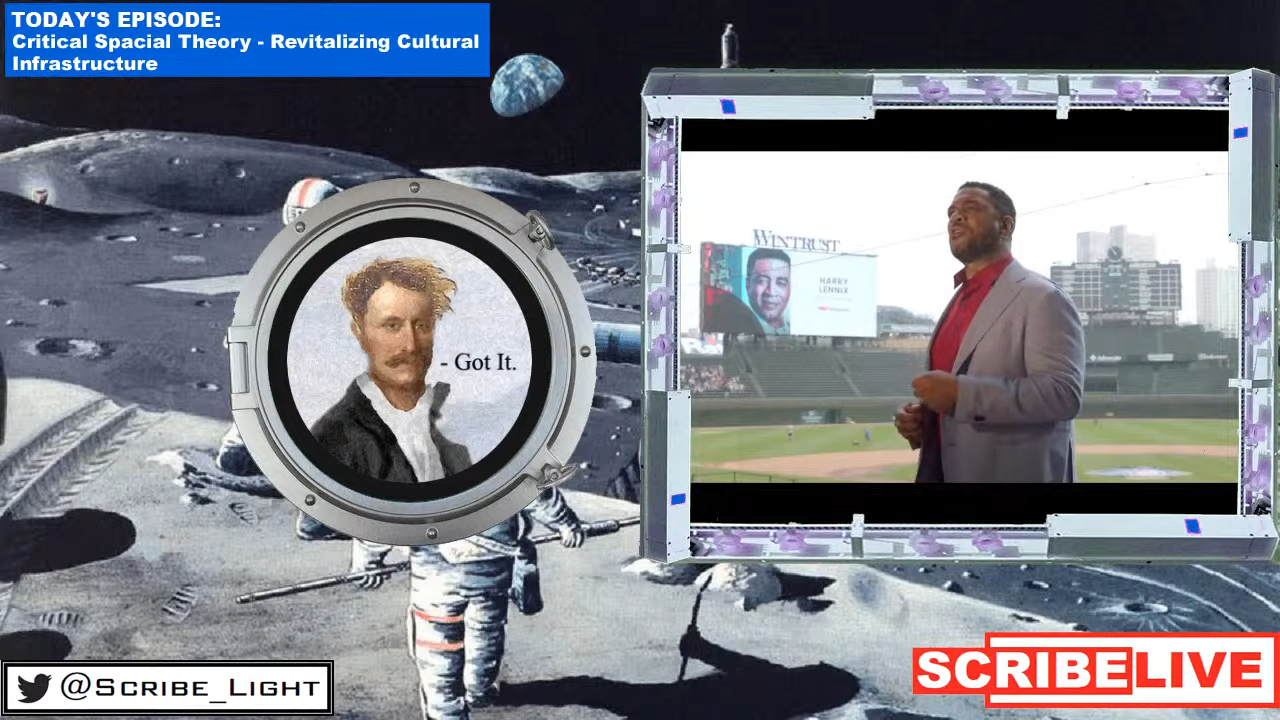 TODAY'S EPISODE:
Critical Spacial Theory - Revitalizing Cultural
Infrastructure
WINTRUST
HARRY
LENNIX
- Got It.
@SCRIBE_LIGHT
SCRIBELIVE